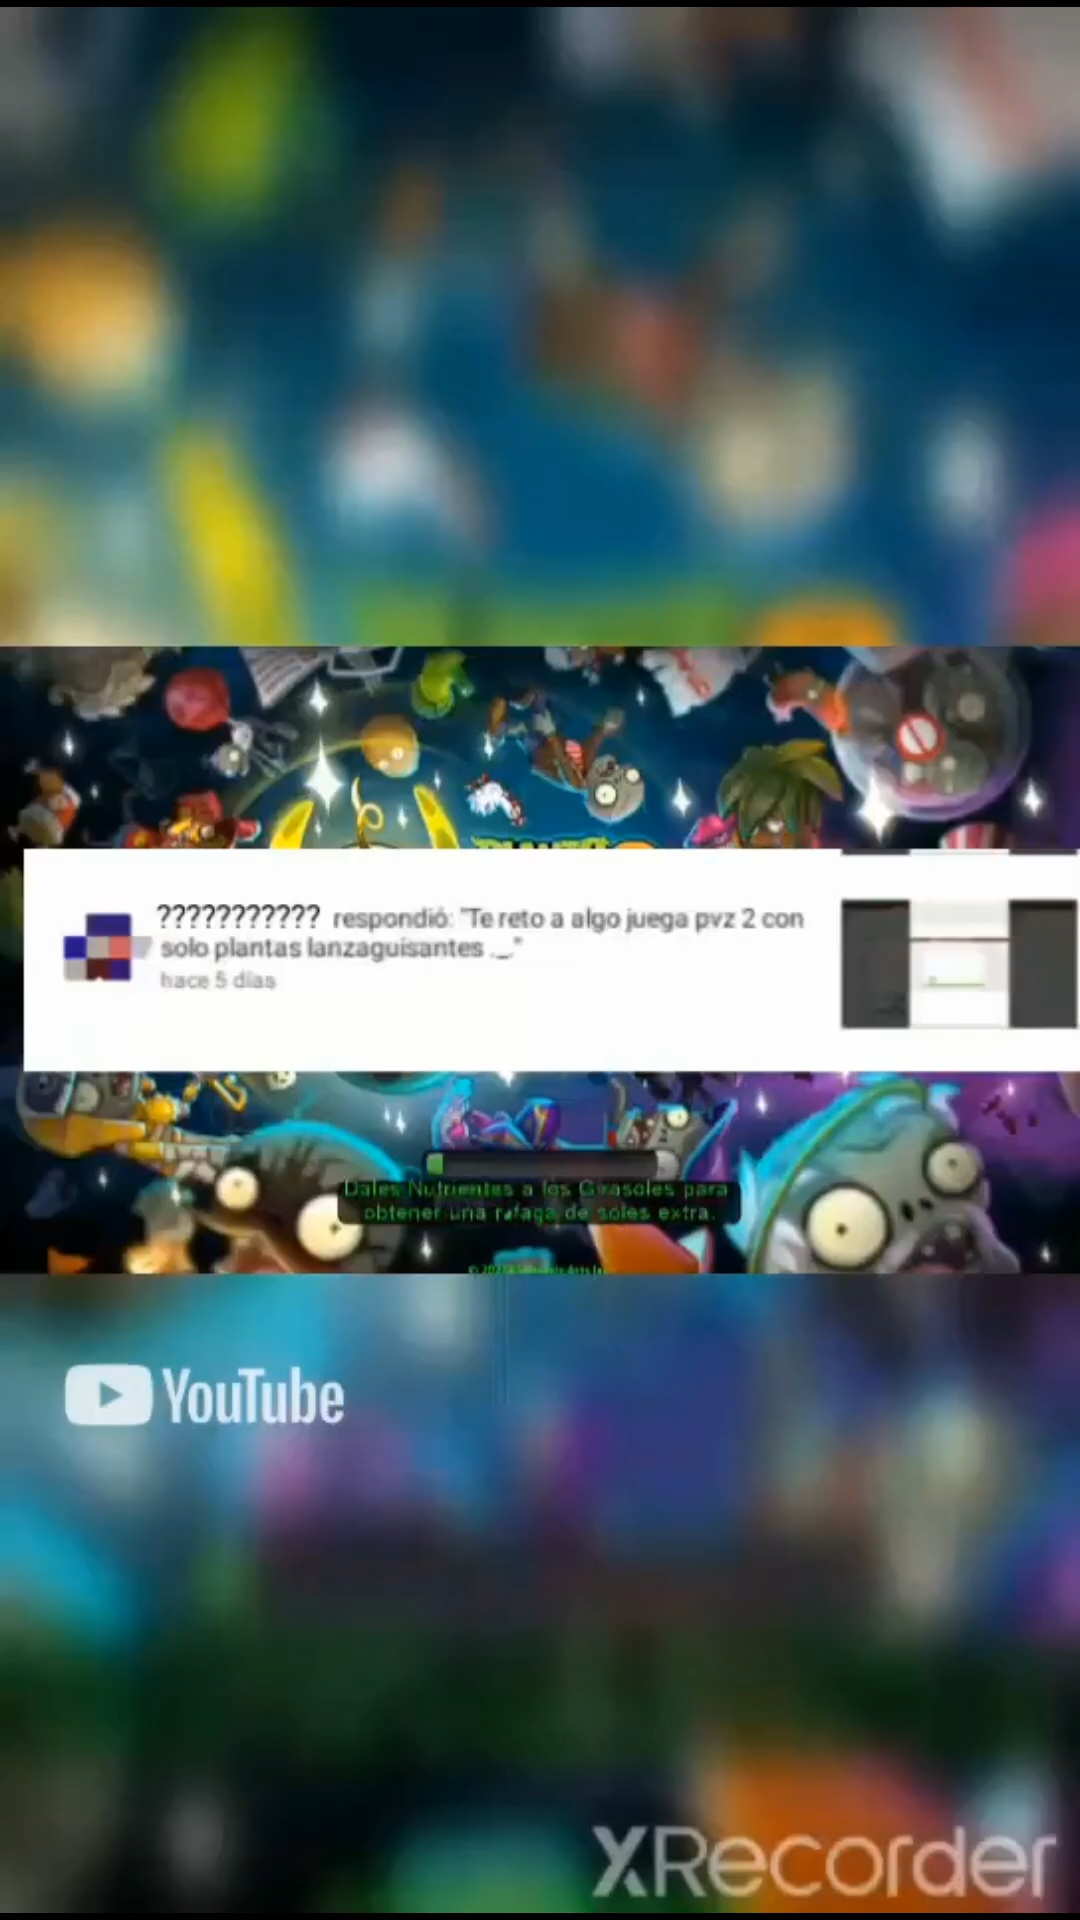 ??????????? respondió: "Te reto a algo juega pvz 2 con
solo plantas lanzaguisantes ._."
hace 5 días
Dales Nutrientes a los Girasoles para
obtener una rafaga de soles extra.
YouTube
XRecorder